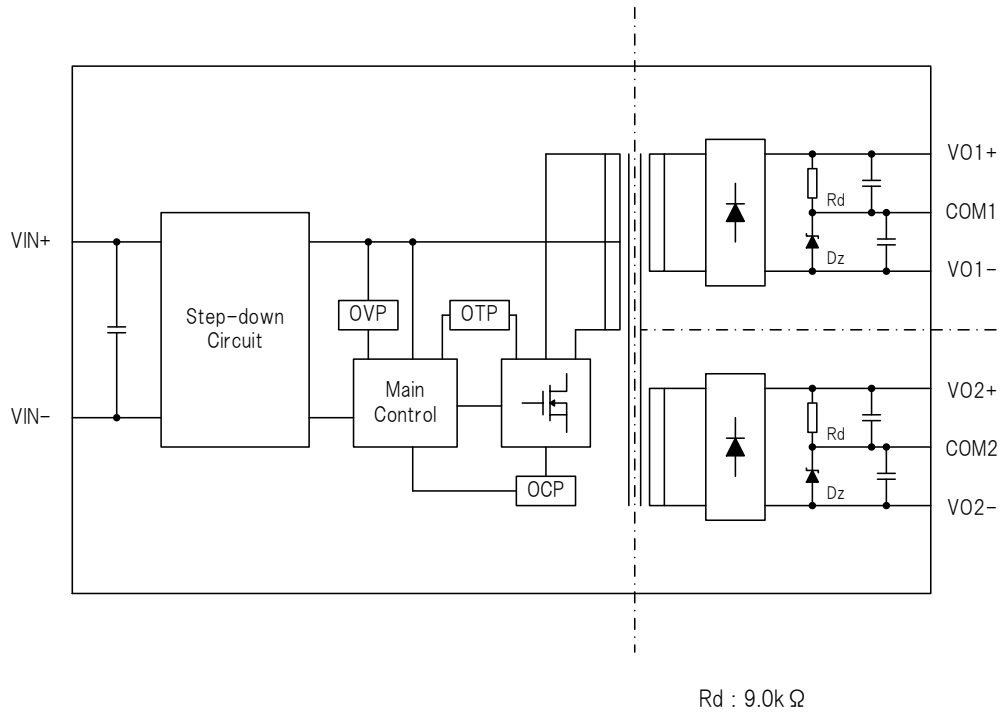 VO1+
Rd
COM1
VIN+
Dz
VO1-
Step-down
Circuit
OVP
OTP
Main
Control
VO2+
VIN-
Rd
COM2
OCP
Dz
VO2-
Rd : 9.0k Ω